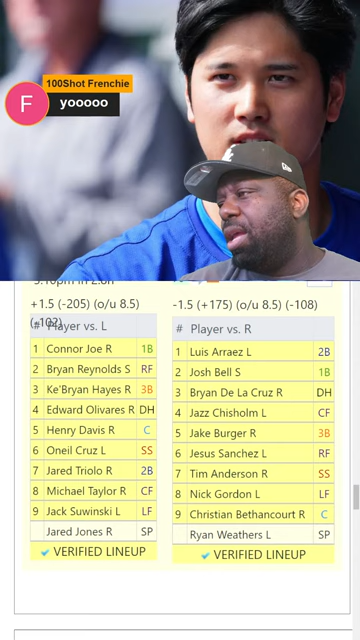 100Shot Frenchie
F
yooooo
+1.5 (-205) (o/u 8.5)
(-102)
-1.5 (+175) (o/u 8.5) (-108)
# Player vs. L
1 Connor Joe R 1B
2 Bryan Reynolds S RF
3 Ke'Bryan Hayes R 3B
4 Edward Olivares R DH
5 Henry Davis R C
6 Oneil Cruz L SS
7 Jared Triolo R 2B
8 Michael Taylor R CF
9 Jack Suwinski L LF
Jared Jones R SP
VERIFIED LINEUP
# Player vs. R
1 Luis Arraez L 2B
2 Josh Bell S 1B
3 Bryan De La Cruz R DH
4 Jazz Chisholm L CF
5 Jake Burger R 3B
6 Jesus Sanchez L RF
7 Tim Anderson R SS
8 Nick Gordon L LF
9 Christian Bethancourt R C
Ryan Weathers L SP
VERIFIED LINEUP